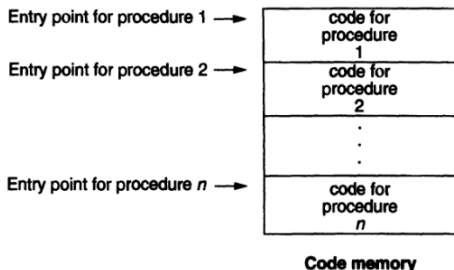 Entry point for procedure 1
code for
procedure
1
Entry point for procedure 2
code for
procedure
2
.
.
.
Entry point for procedure n
code for
procedure
n
Code memory